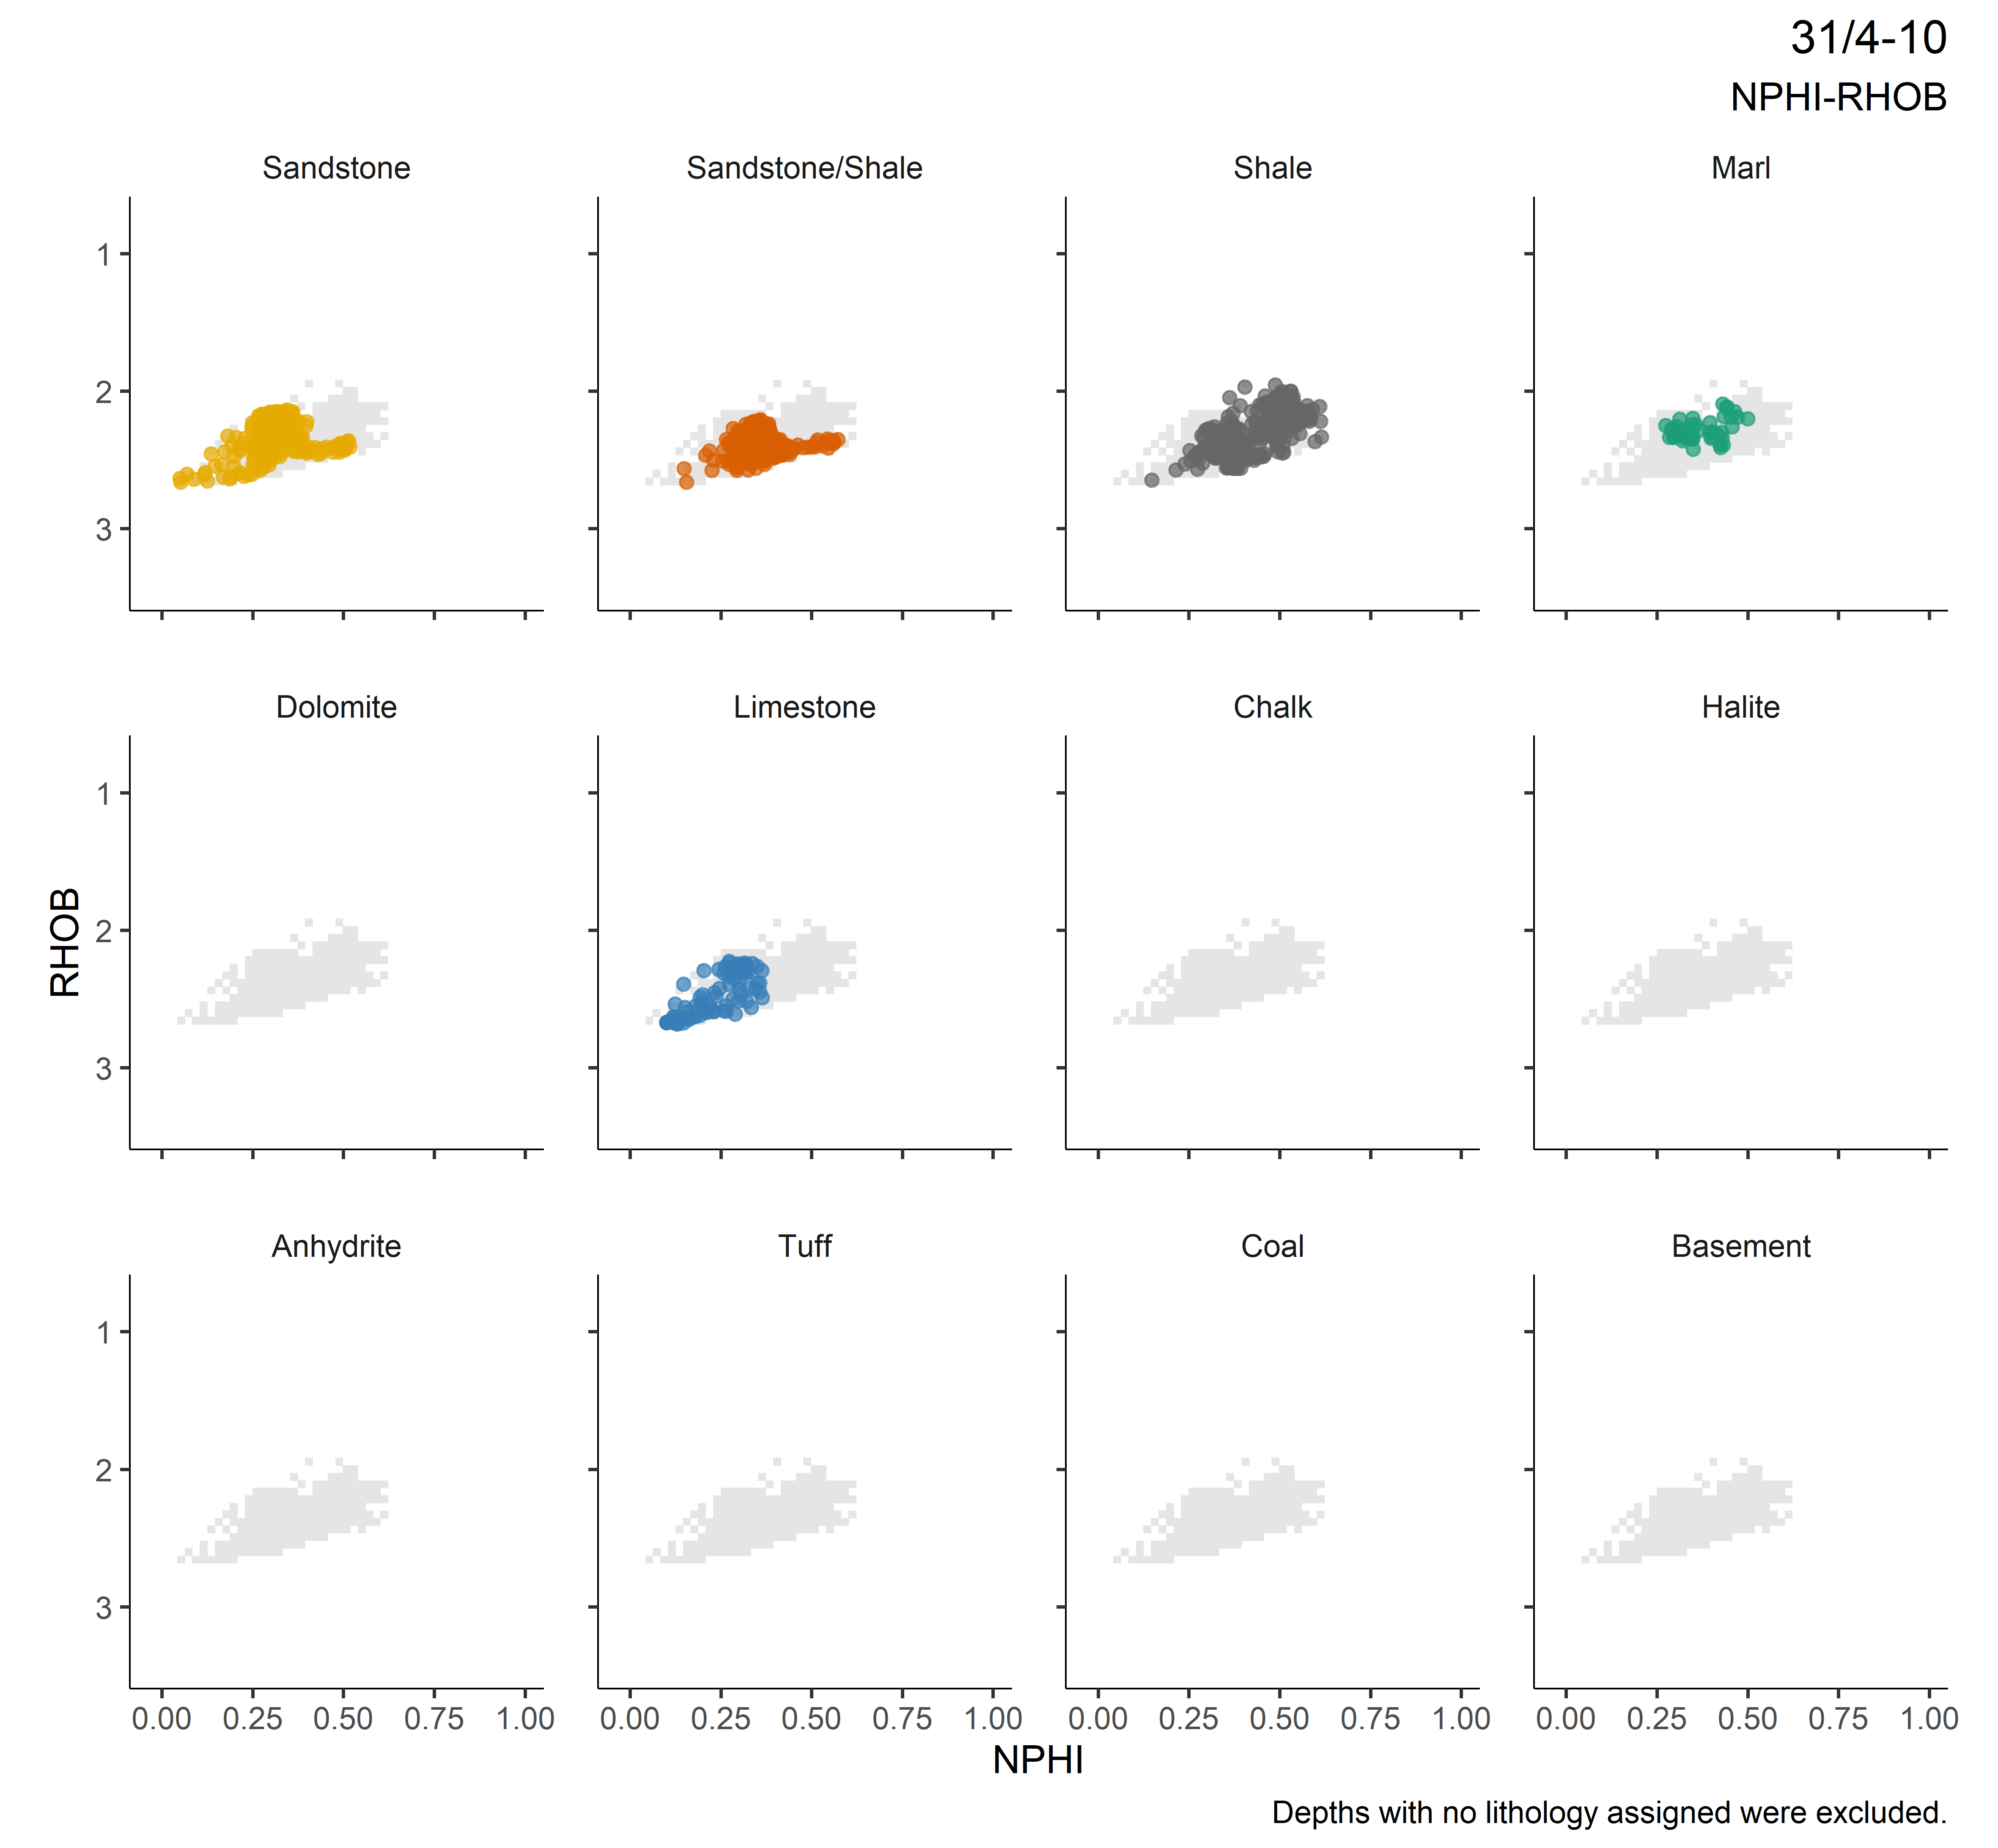 31/4-10
NPHI-RHOB
Sandstone
Sandstone/Shale
Shale
Marl
1
2
3
Dolomite
Limestone
Chalk
Halite
RHOB
1
2
3
Anhydrite
Tuff
Coal
Basement
1
2
3
0.00 0.25 0.50 0.75 1.00
0.00 0.25 0.50 0.75 1.00
0.00 0.25 0.50 0.75 1.00
0.00 0.25 0.50 0.75 1.00
NPHI
Depths with no lithology assigned were excluded.